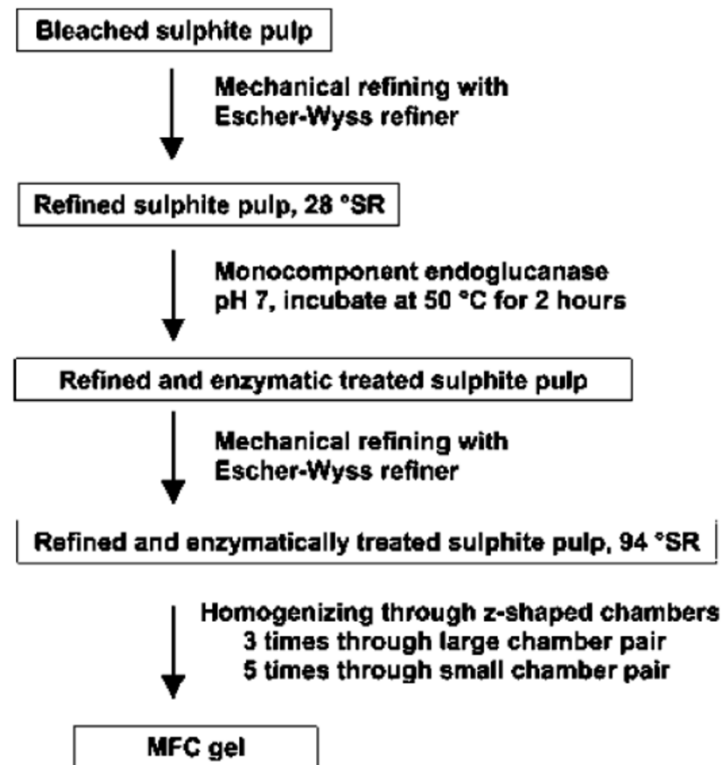 Bleached sulphite pulp
Mechanical refining with
Escher-Wyss refiner
Refined sulphite pulp, 28 °SR
Monocomponent endoglucanase
pH 7, incubate at 50 °C for 2 hours
Refined and enzymatic treated sulphite pulp
Mechanical refining with
Escher-Wyss refiner
Refined and enzymatically treated sulphite pulp, 94 °SR
Homogenizing through z-shaped chambers
3 times through large chamber pair
5 times through small chamber pair
MFC gel